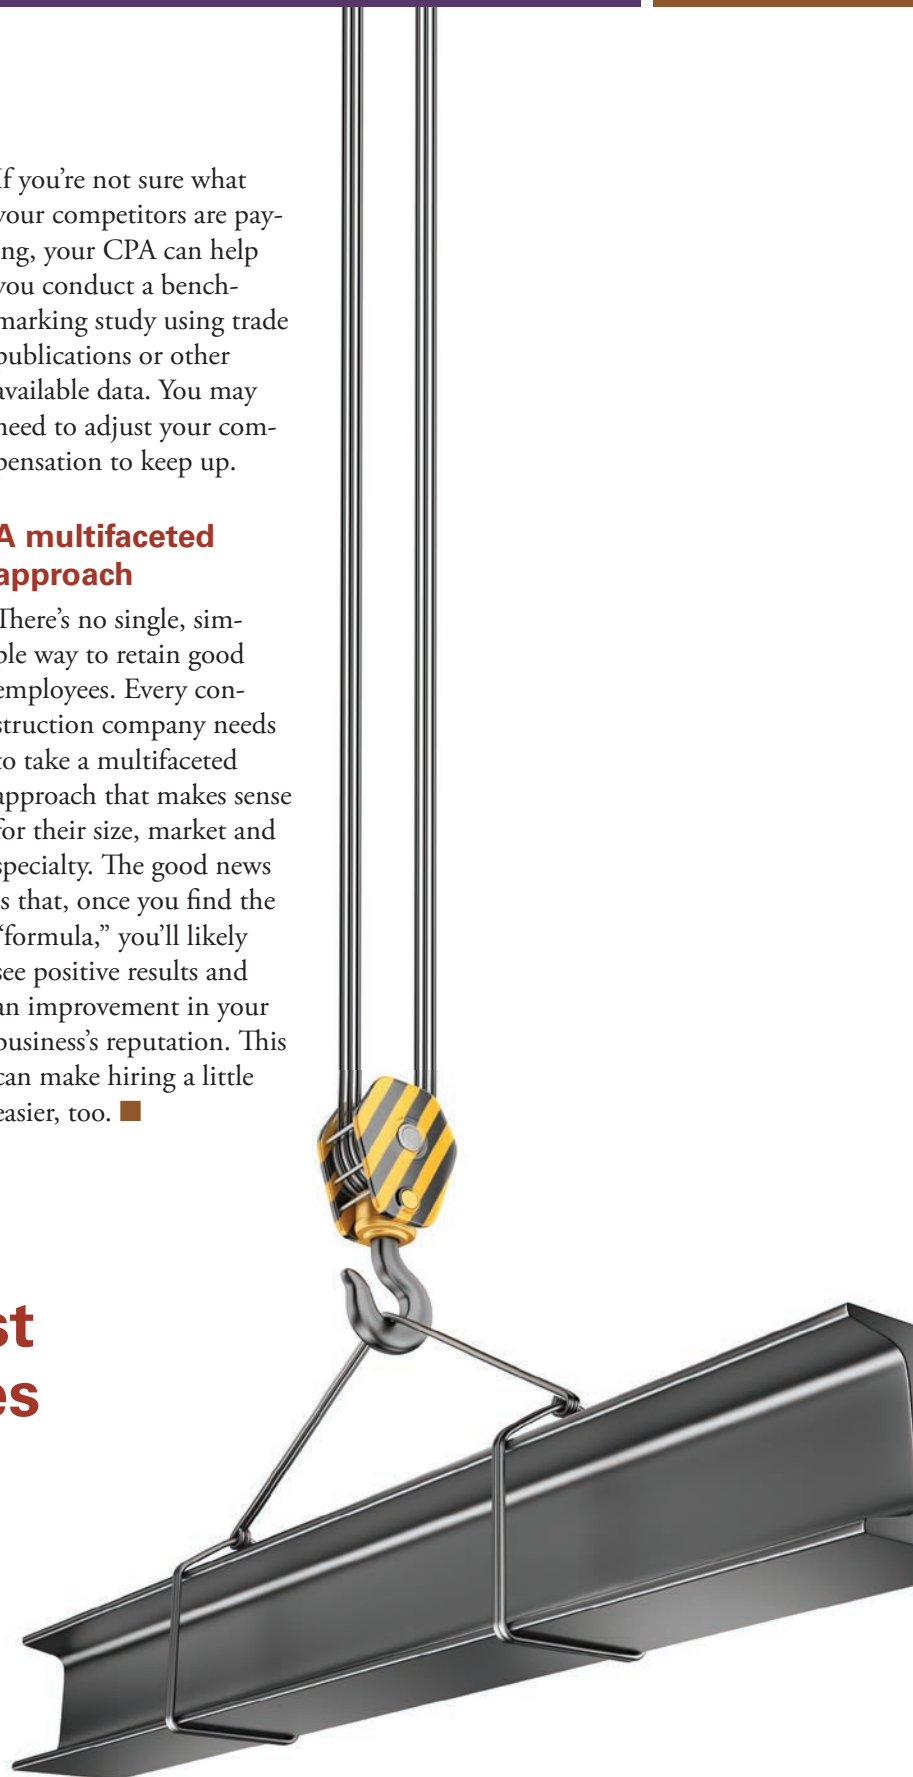 If you're not sure what
your competitors are pay-
ing, your CPA can help
you conduct a bench-
marking study using trade
publications or other
available data. You may
need to adjust your com-
pensation to keep up.
A multifaceted
approach
There's no single, sim-
ple way to retain good
employees. Every con-
struction company needs
to take a multifaceted
approach that makes sense
for their size, market and
specialty. The good news
is that, once you find the
“formula,” you'll likely
see positive results and
an improvement in your
business's reputation. This
can make hiring a little
easier, too. ■
st
es